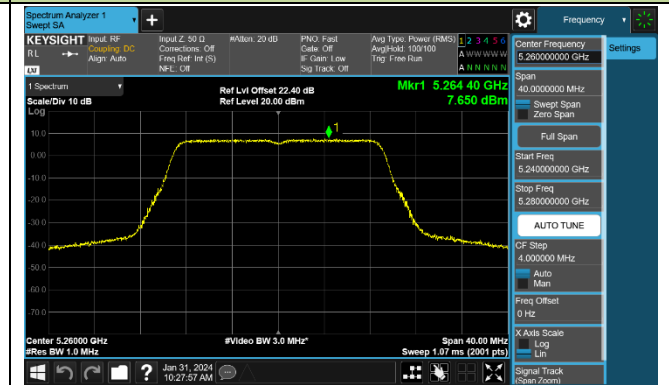 Spectrum Analyzer 1
Swept SA
Frequency
KEYSIGHT
RL
LXI
Input: RF
Coupling: DC
Align: Auto
Input Z: 50 Ω
Corrections: Off
Freq Ref: Int (S)
NFE: Off
#Atten: 20 dB
PNO: Fast
Gate: Off
IF Gain: Low
Sig Track: Off
Avg Type: Power (RMS)
Avg|Hold: 100/100
Trig: Free Run
1 2 3 4 5 6
A W W W W W
A N N N N N
1 Spectrum
Scale/Div 10 dB
Log
Ref Lvl Offset 22.40 dB
Ref Level 20.00 dBm
Mkr1 5.264 40 GHz
7.650 dBm
1
10.0
0.00
-10.0
-20.0
-30.0
-40.0
-50.0
-60.0
-70.0
Center 5.26000 GHz
#Res BW 1.0 MHz
#Video BW 3.0 MHz*
Span 40.00 MHz
Sweep 1.07 ms (2001 pts)
?
Jan 31, 2024
10:27:57 AM
Center Frequency
5.260000000 GHz
Settings
Span
40.0000000 MHz
Swept Span
Zero Span
Full Span
Start Freq
5.240000000 GHz
Stop Freq
5.280000000 GHz
AUTO TUNE
CF Step
4.000000 MHz
Auto
Man
Freq Offset
0 Hz
X Axis Scale
Log
Lin
Signal Track
(Span Zoom)